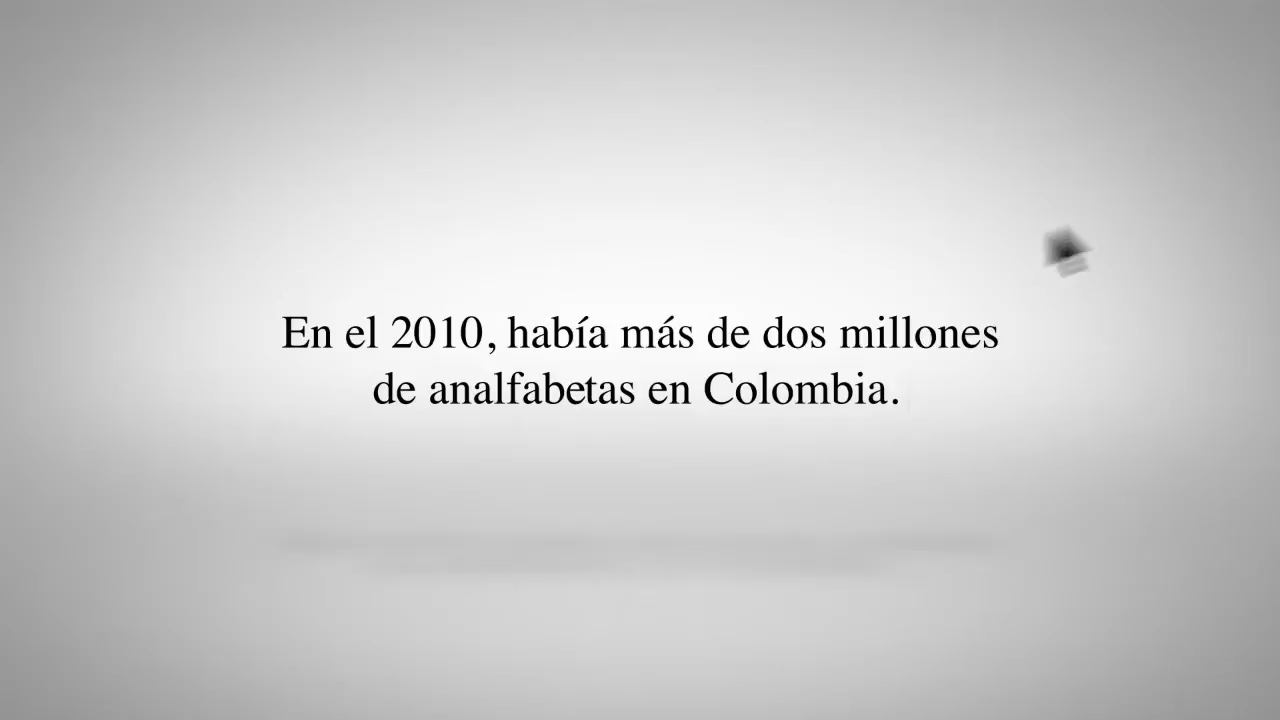 En el 2010, había más de dos millones
de analfabetas en Colombia.